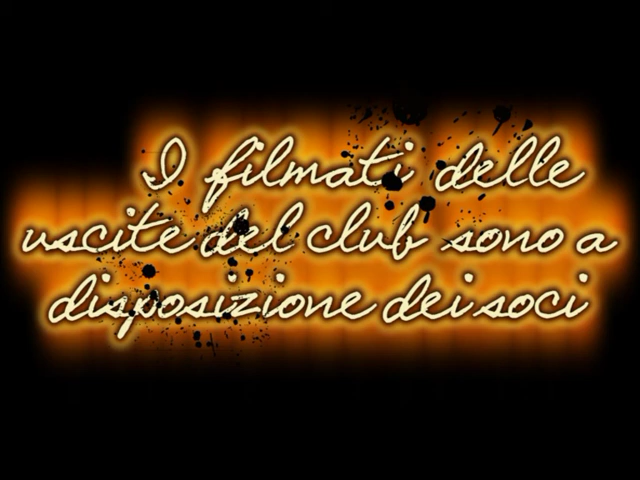 I filmati delle
uscite del club sono a
disposizione dei soci